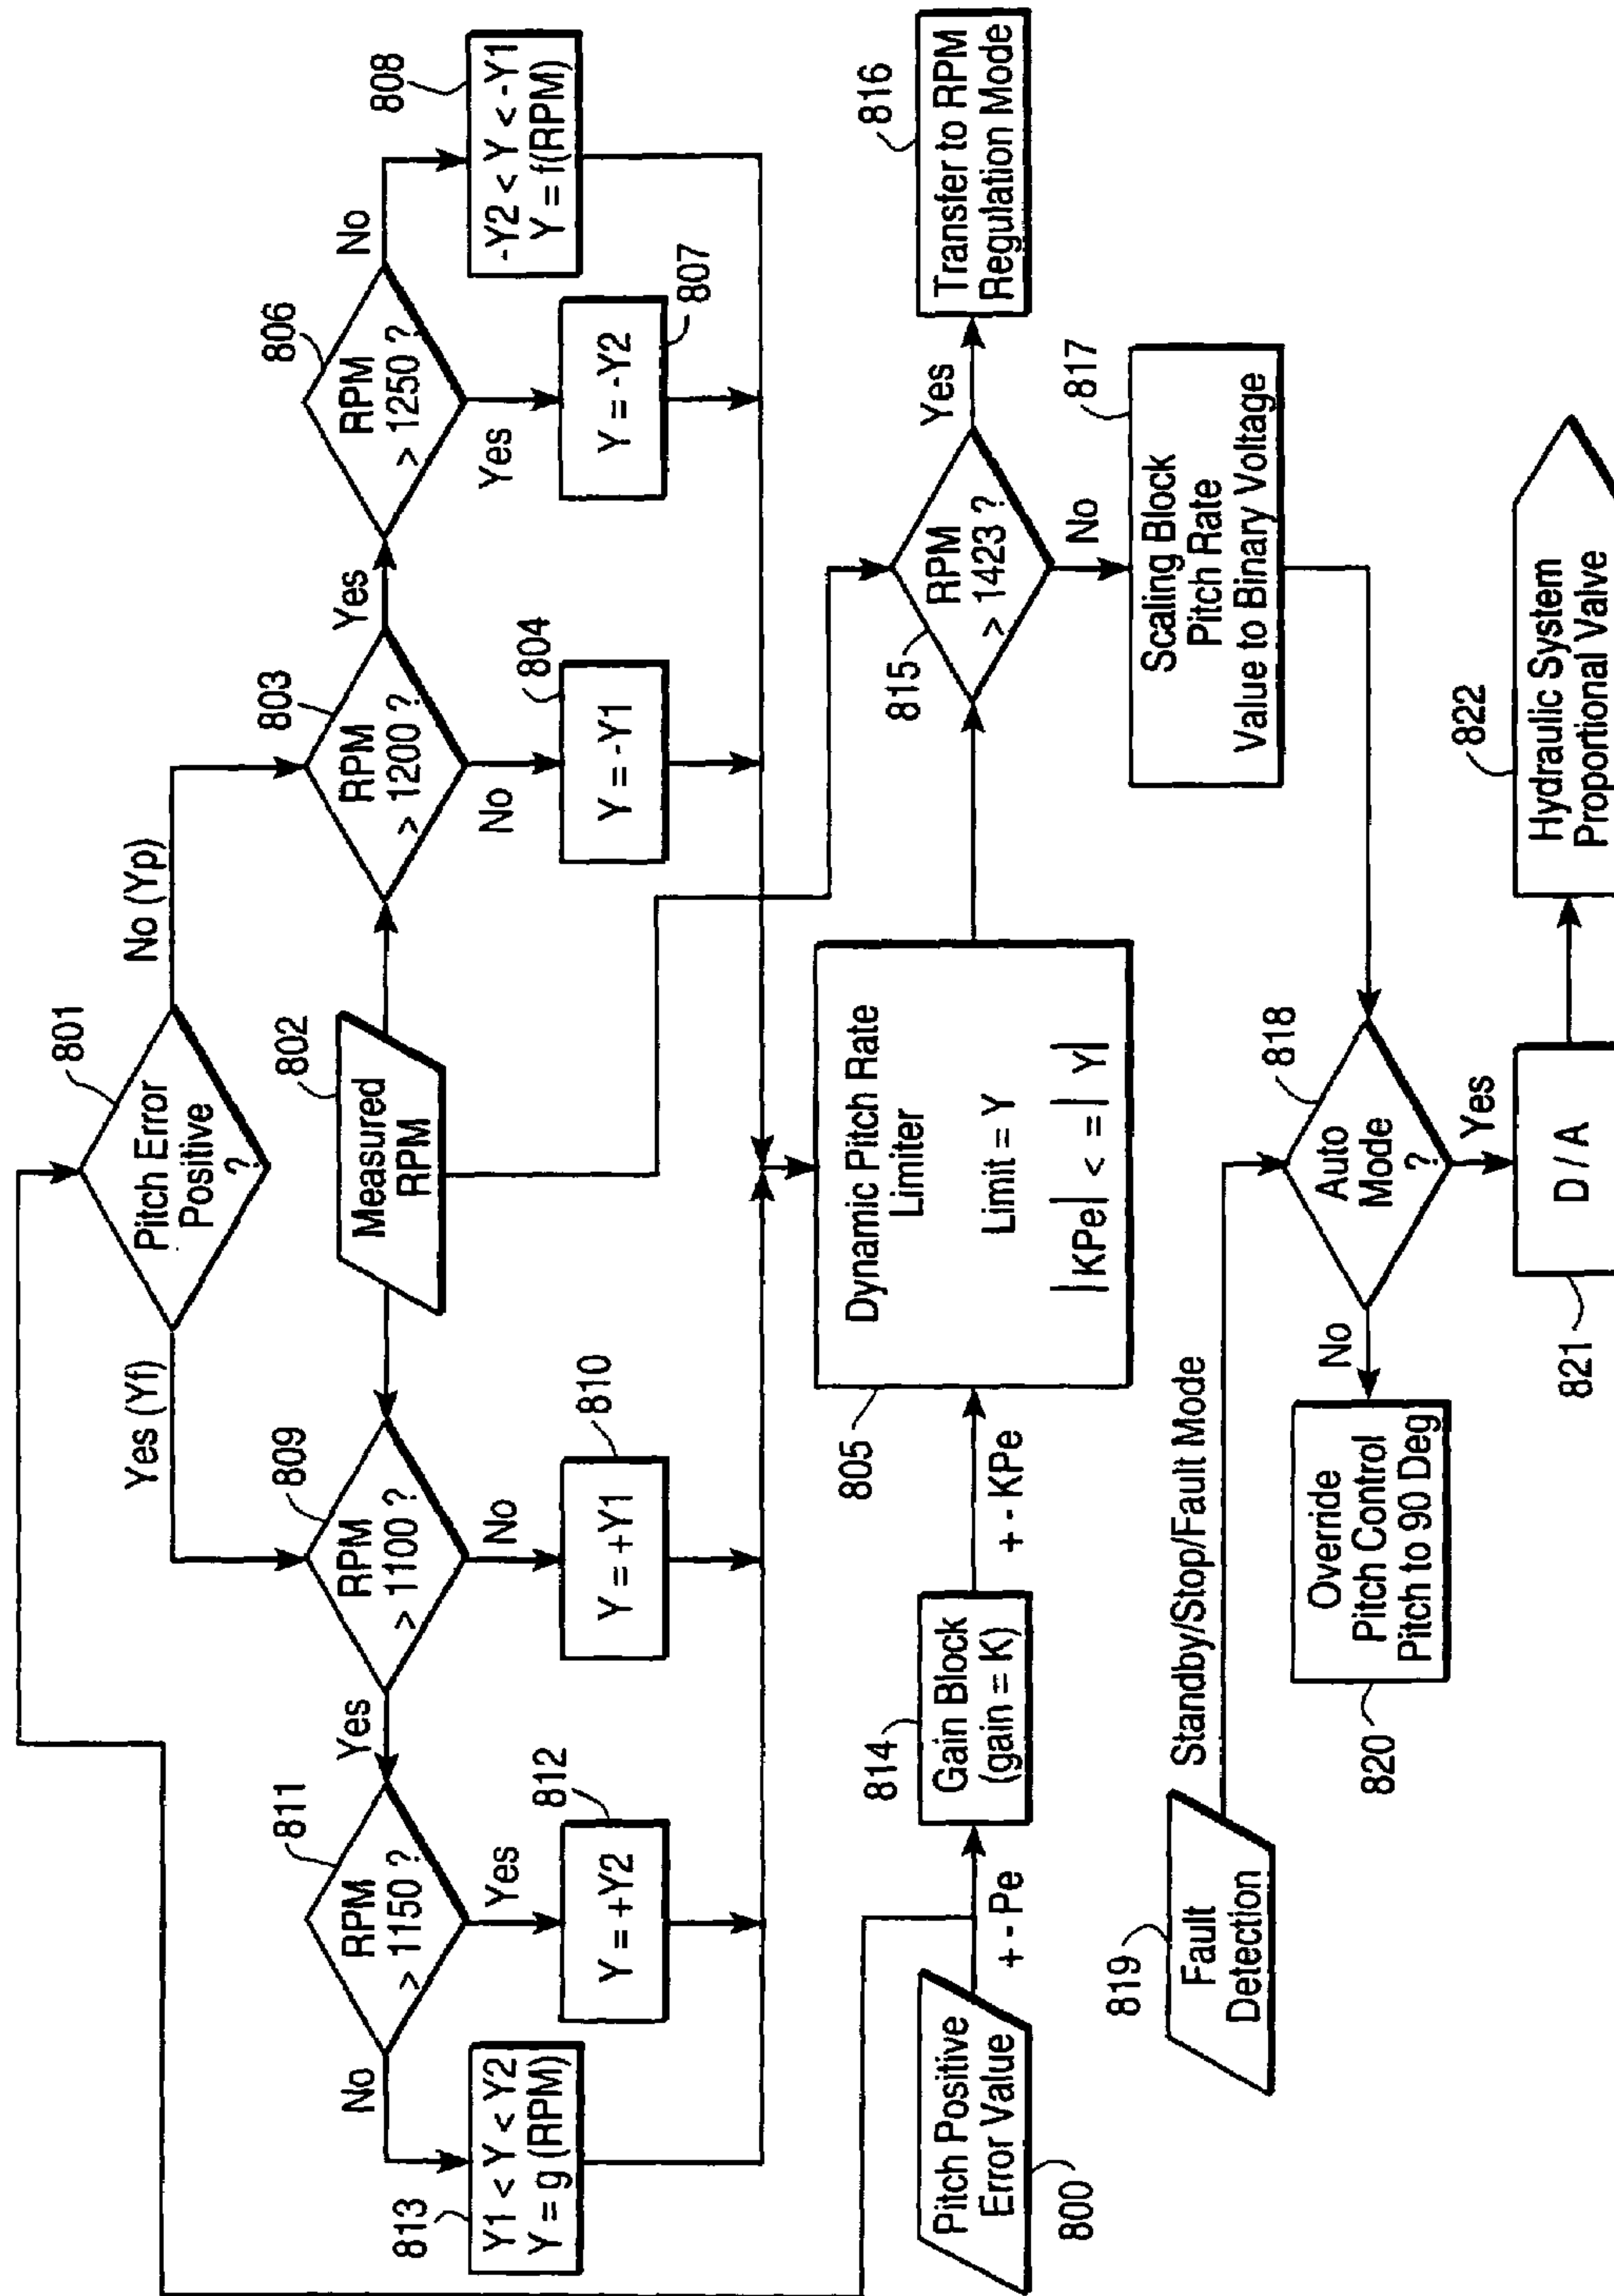 801
Pitch Error
Positive
?
Yes (Yf)
No (Yp)
802
Measured
RPM
811
RPM
> 1150 ?
809
RPM
> 1100 ?
803
RPM
> 1200 ?
806
RPM
> 1250 ?
No
Yes
Yes
No
813
Y1 < Y < Y2
Y = g (RPM)
Yes
812
Y = +Y2
No
810
Y = +Y1
No
804
Y = -Y1
Yes
Y = -Y2
807
808
-Y2 < Y < -Y1
Y = f(RPM)
Pitch Positive
Error Value
800
+ - Pe
814
Gain Block
(gain = K)
+ - KPe
805
Dynamic Pitch Rate
Limiter
Limit = Y
|KPe| < = | Y|
815
RPM
> 1423 ?
Yes
816
Transfer to RPM
Regulation Mode
No
817
Scaling Block
Pitch Rate
Value to Binary Voltage
819
Fault
Detection
Standby/Stop/Fault Mode
818
Auto
Mode
?
No
Override
Pitch Control
Pitch to 90 Deg
820
Yes
D / A
821
822
Hydraulic System
Proportional Valve